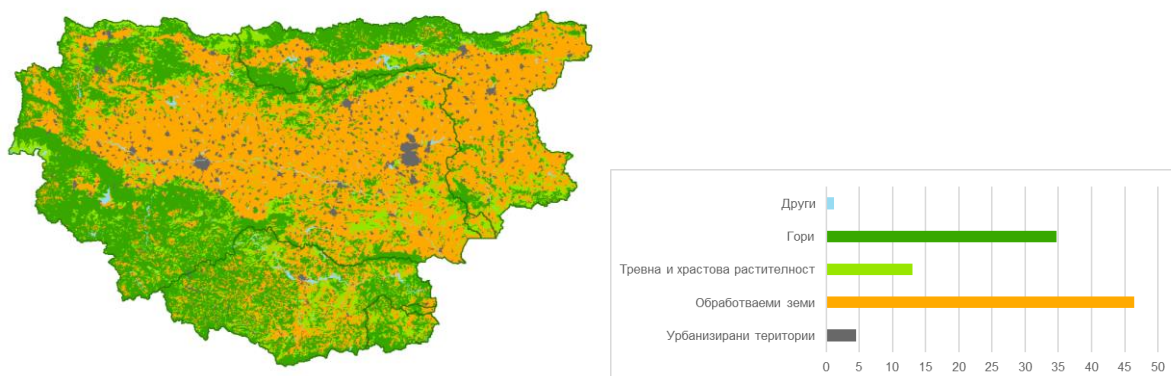 Други
Гори
Тревна и храстова растителност
Обработваеми земи
Урбанизирани територии
0 5 10 15 20 25 30 35 40 45 50